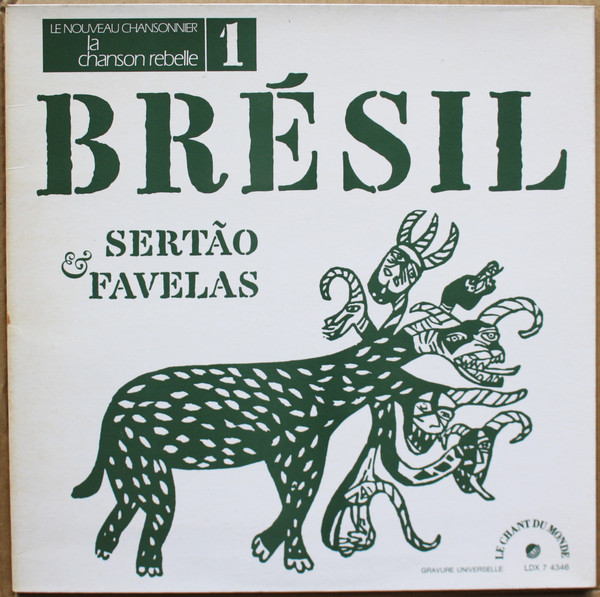 LE NOUVEAU CHANSONNIER
la
chanson rebelle
1
BRÉSIL
SERTÃO
& FAVELAS
LE CHANT DU MONDE
GRAVURE UNIVERSELLE
LDX 7 4346